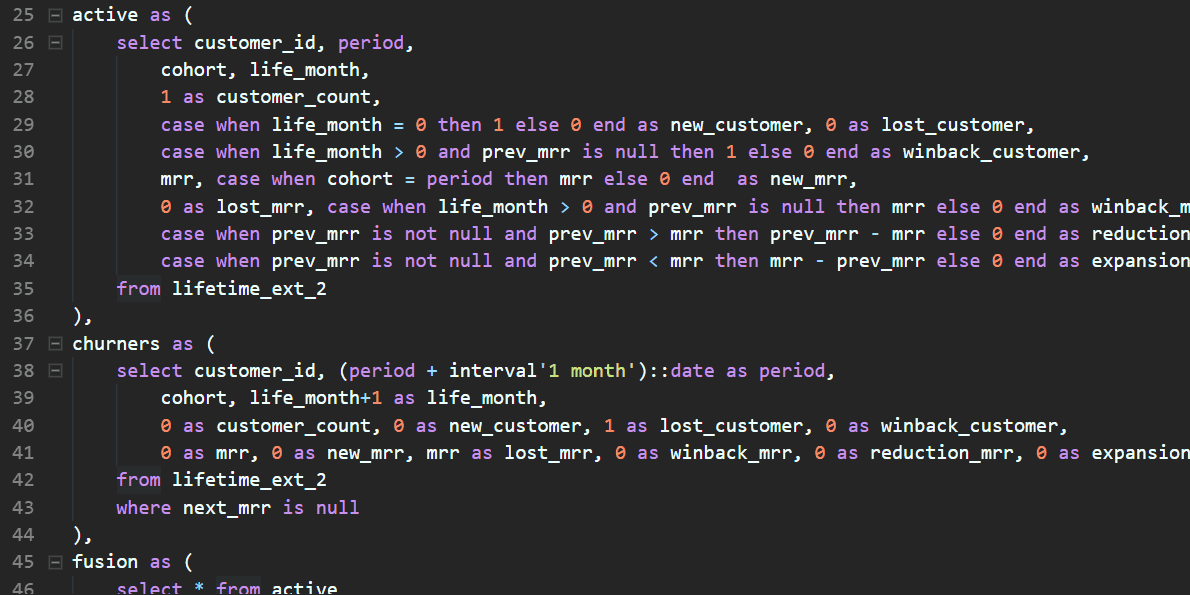 25 active as (
26 select customer_id, period,
27 cohort, life_month,
28 1 as customer_count,
29 case when life_month = 0 then 1 else 0 end as new_customer, 0 as lost_customer,
30 case when life_month > 0 and prev_mrr is null then 1 else 0 end as winback_customer,
31 mrr, case when cohort = period then mrr else 0 end  as new_mrr,
32 0 as lost_mrr, case when life_month > 0 and prev_mrr is null then mrr else 0 end as winback_m
33 case when prev_mrr is not null and prev_mrr > mrr then prev_mrr - mrr else 0 end as reduction
34 case when prev_mrr is not null and prev_mrr < mrr then mrr - prev_mrr else 0 end as expansion
35 from lifetime_ext_2
36 ),
37 churners as (
38 select customer_id, (period + interval'1 month')::date as period,
39 cohort, life_month+1 as life_month,
40 0 as customer_count, 0 as new_customer, 1 as lost_customer, 0 as winback_customer,
41 0 as mrr, 0 as new_mrr, mrr as lost_mrr, 0 as winback_mrr, 0 as reduction_mrr, 0 as expansion
42 from lifetime_ext_2
43 where next_mrr is null
44 ),
45 fusion as (
46 select * from active